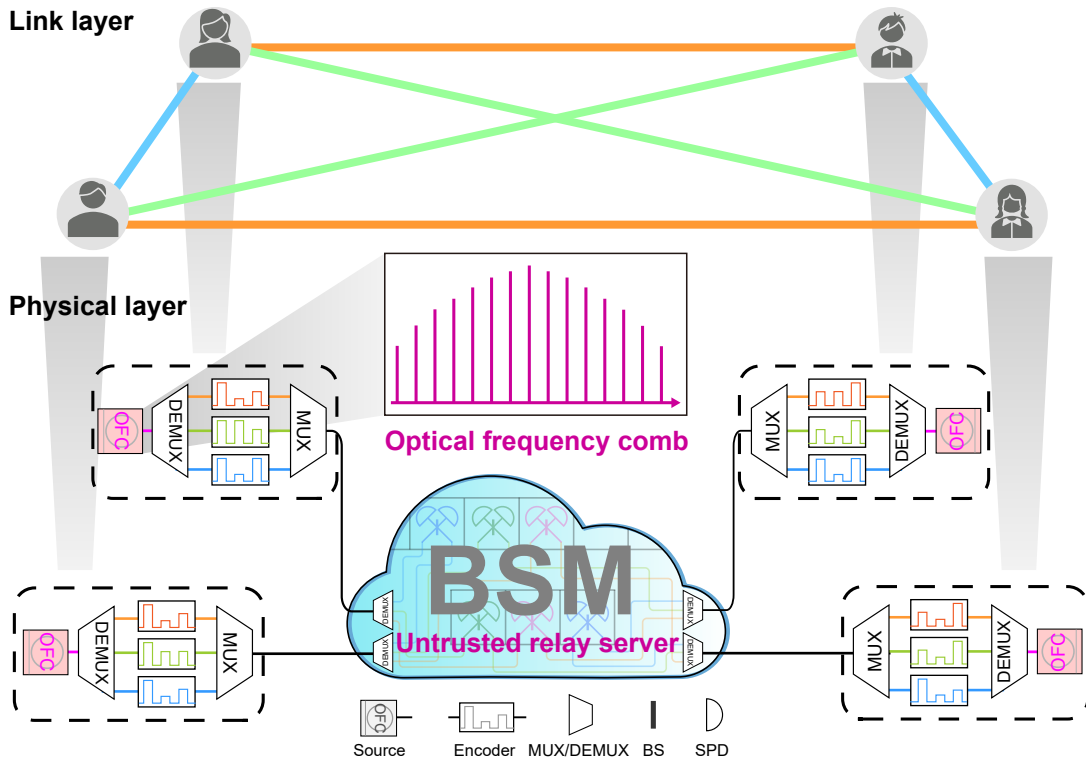 Link layer
Physical layer
Optical frequency comb
OFC
DEMUX
MUX
MUX
DEMUX
OFC
BSM
Untrusted relay server
DEMUX
DEMUX
DEMUX
DEMUX
OFC
DEMUX
MUX
MUX
DEMUX
OFC
OFC
Source
Encoder
MUX/DEMUX
BS
SPD